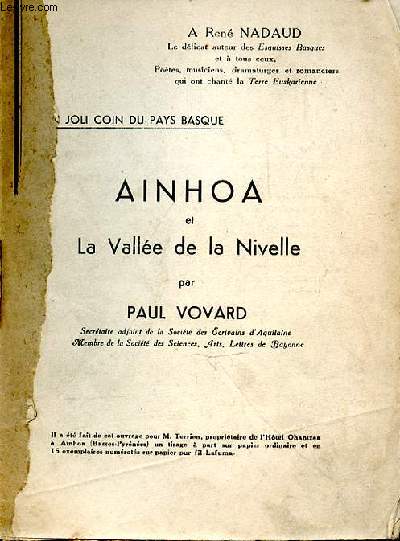 A René NADAUD
Le délicat auteur des Esquisses Basques
et à tous ceux,
Poètes, musiciens, dramaturges et romanciers
qui ont chanté la Terre Euskarienne
JOLI COIN DU PAYS BASQUE
AINHOA
et
La Vallée de la Nivelle
par
PAUL VOVARD
Secrétaire adjoint de la Société des Écrivains d'Aquitaine
Membre de la Société des Sciences, Arts, Lettres de Bayonne
Il a été fait de cet ouvrage pour M. Terrien, propriétaire de l'Hôtel Ohantzea
à Ainhoa (Basses-Pyrénées) un tirage à part sur papier ordinaire et en
15 exemplaires numérotés sur papier pur fil Lafuma.